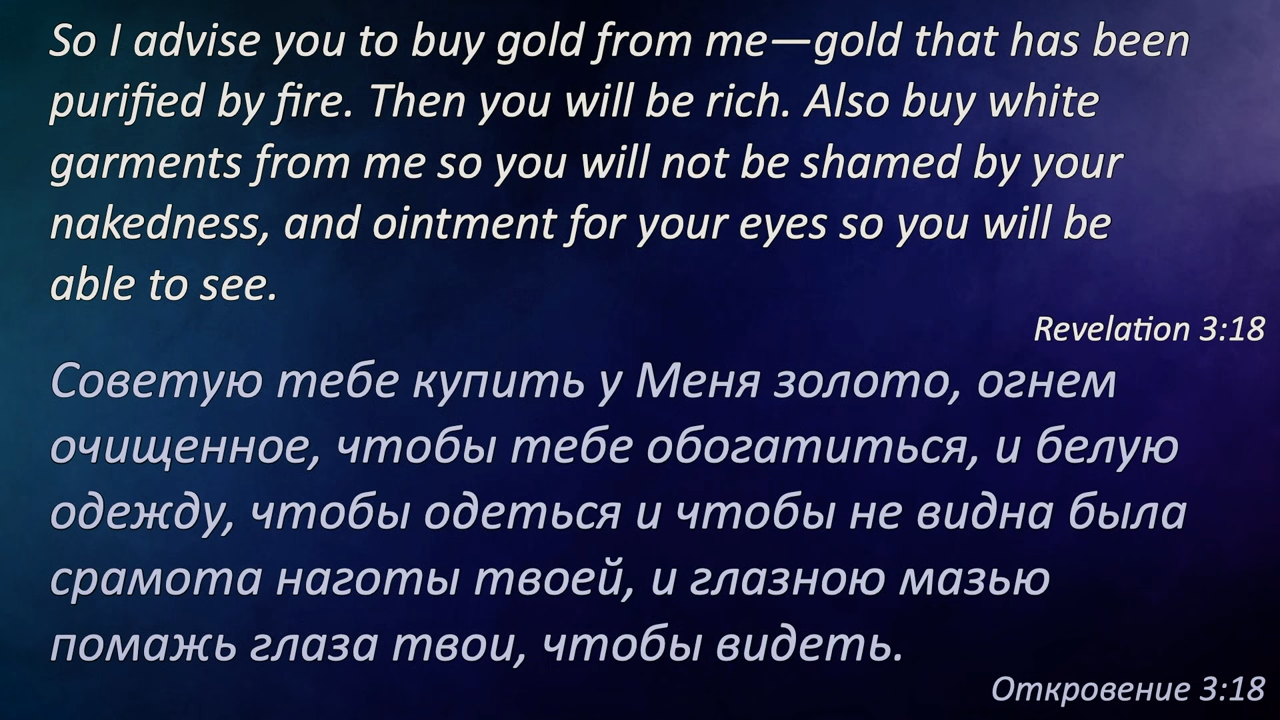 So I advise you to buy gold from me—gold that has been
purified by fire. Then you will be rich. Also buy white
garments from me so you will not be shamed by your
nakedness, and ointment for your eyes so you will be
able to see.
Revelation 3:18
Советую тебе купить у Меня золото, огнем
очищенное, чтобы тебе обогатиться, и белую
одежду, чтобы одеться и чтобы не видна была
срамота наготы твоей, и глазною мазью
помажь глаза твои, чтобы видеть.
Откровение 3:18